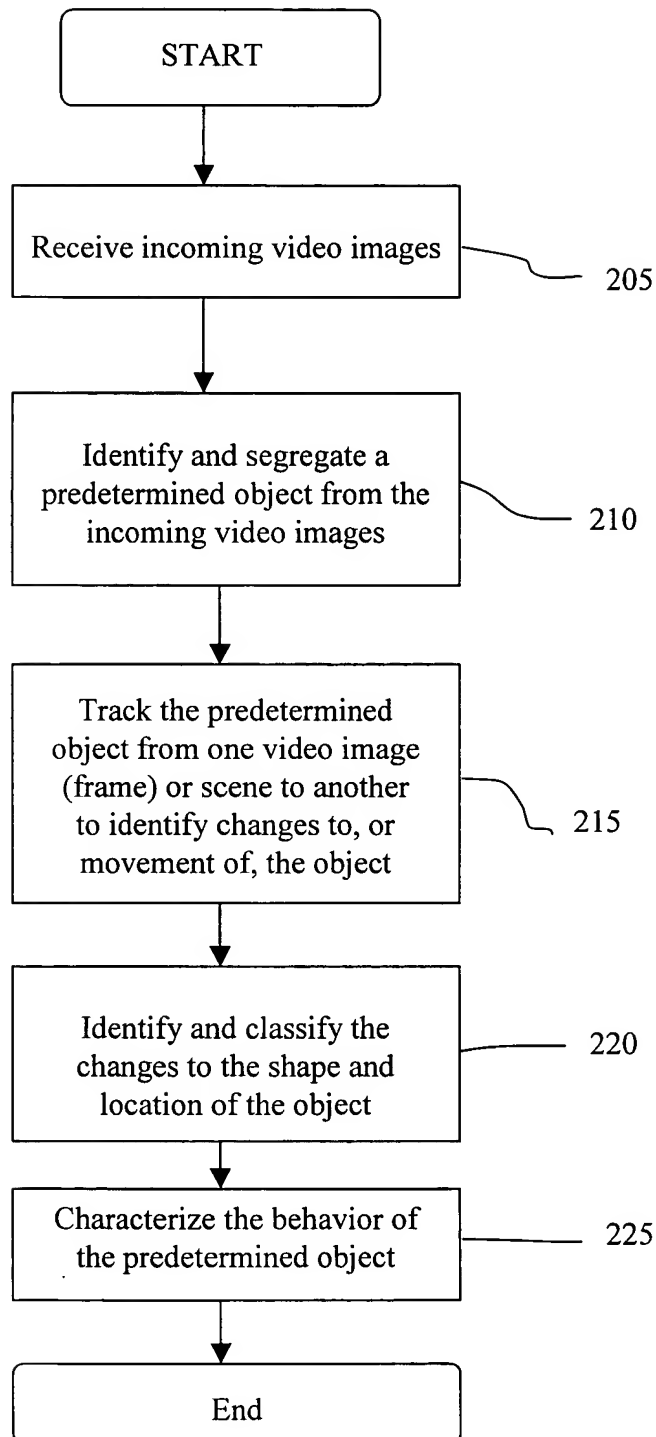 START
Receive incoming video images
205
Identify and segregate a
predetermined object from the
incoming video images
210
Track the predetermined
object from one video image
(frame) or scene to another
to identify changes to, or
movement of, the object
215
Identify and classify the
changes to the shape and
location of the object
220
Characterize the behavior of
the predetermined object
225
End